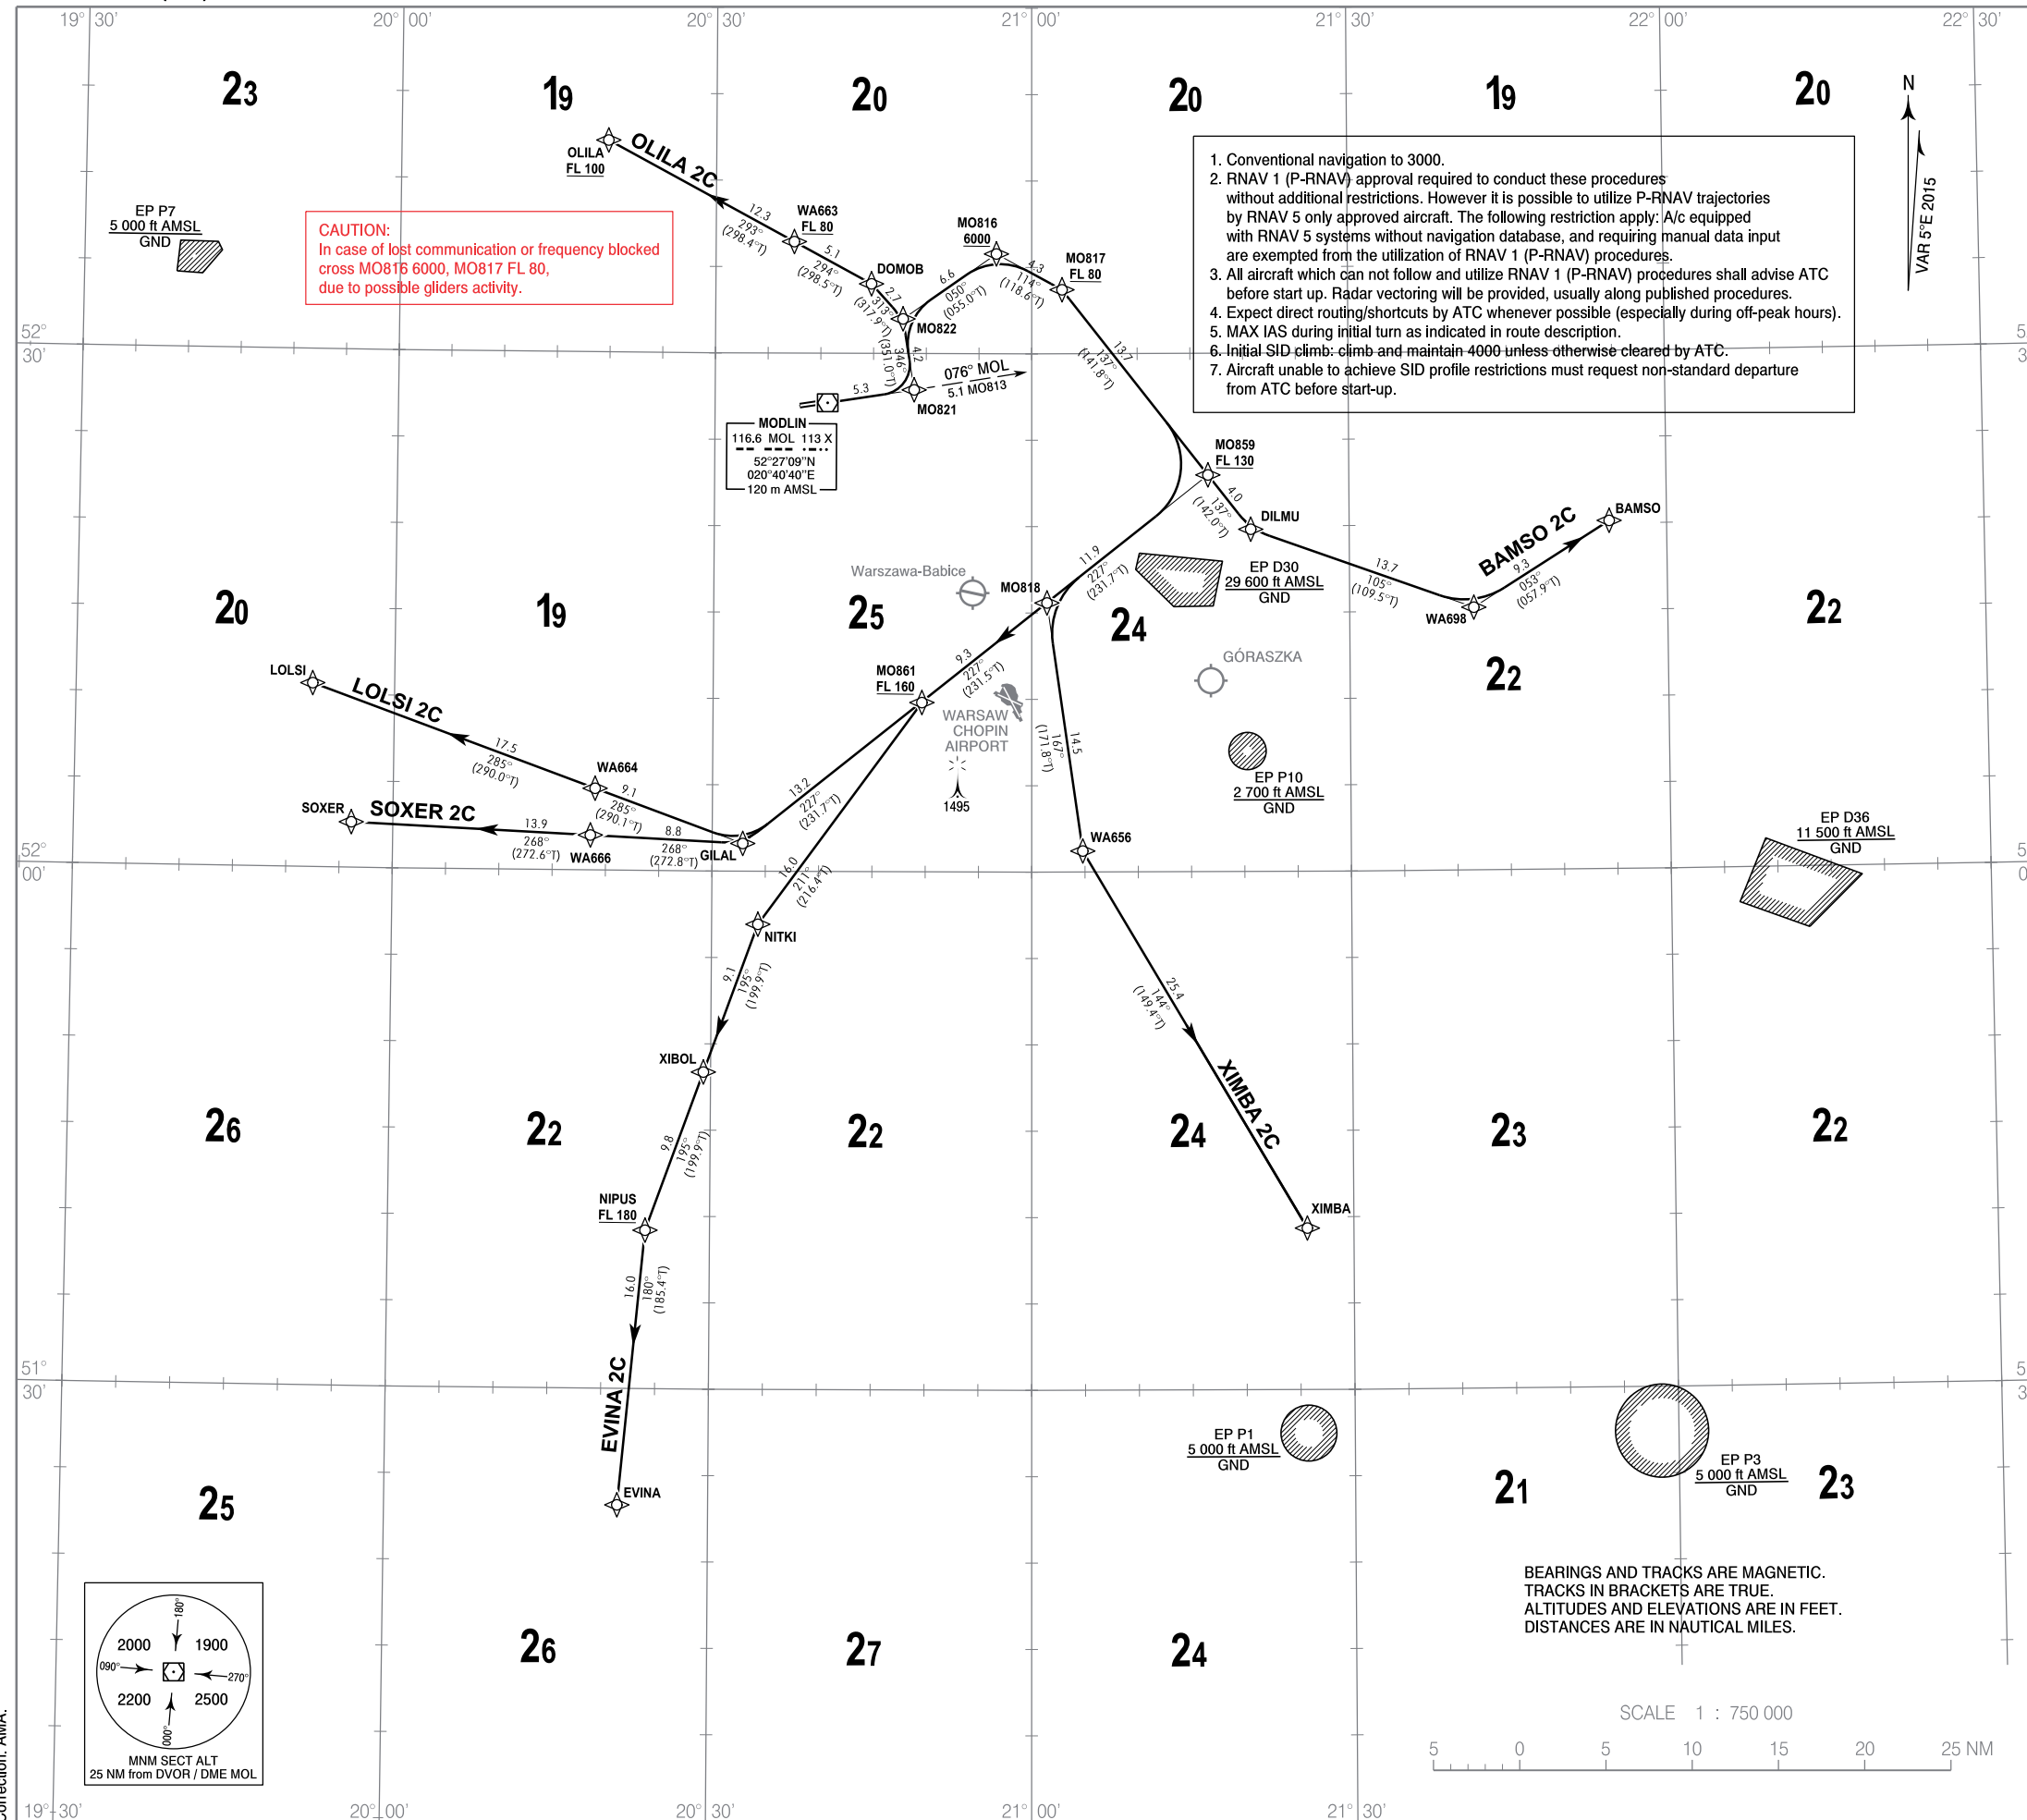 19° 30'
20° 00'
20° 30'
21° 00'
21° 30'
22° 00'
22° 30'
23
19
20
20
19
20
N
VAR 5°E 2015
1. Conventional navigation to 3000.
2. RNAV 1 (P-RNAV) approval required to conduct these procedures
without additional restrictions. However it is possible to utilize P-RNAV trajectories
by RNAV 5 only approved aircraft. The following restriction apply: A/c equipped
with RNAV 5 systems without navigation database, and requiring manual data input
are exempted from the utilization of RNAV 1 (P-RNAV) procedures.
3. All aircraft which can not follow and utilize RNAV 1 (P-RNAV) procedures shall advise ATC
before start up. Radar vectoring will be provided, usually along published procedures.
4. Expect direct routing/shortcuts by ATC whenever possible (especially during off-peak hours).
5. MAX IAS during initial turn as indicated in route description.
6. Initial SID climb: climb and maintain 4000 unless otherwise cleared by ATC.
7. Aircraft unable to achieve SID profile restrictions must request non-standard departure
from ATC before start-up.
OLILA
FL 100
OLILA 2C
EP P7
5 000 ft AMSL
GND
CAUTION:
In case of lost communication or frequency blocked
cross MO816 6000, MO817 FL 80,
due to possible gliders activity.
12.3
293°
(298.4°T)
WA663
FL 80
5.1
294°
(298.5°T)
DOMOB
2.7
313°
(317.9°T)
MO822
MO816
6000
6.6
050°
(055.0°T)
4.3
114°
(118.6°T)
MO817
FL 80
4.2
346°
(351.0°T)
076° MOL
5.1 MO813
5.3
MO821
MODLIN
116.6 MOL 113 X
52°27'09"N
020°40'40"E
120 m AMSL
13.7
137°
(141.8°T)
52°
30'
5
3
MO859
FL 130
4.0
137°
(142.0°T)
DILMU
13.7
105°
(109.5°T)
WA698
BAMSO 2C
9.3
053°
(057.9°T)
BAMSO
11.9
227°
(231.7°T)
EP D30
29 600 ft AMSL
GND
Warszawa-Babice
MO818
20
19
25
24
22
GÓRASZKA
22
MO861
FL 160
9.3
227°
(231.5°T)
WARSAW
CHOPIN
AIRPORT
1495
14.5
167°
(171.8°T)
EP P10
2 700 ft AMSL
GND
LOLSI
LOLSI 2C
17.5
285°
(290.0°T)
WA664
9.1
285°
(290.1°T)
13.2
227°
(231.7°T)
SOXER
SOXER 2C
13.9
268°
(272.6°T)
WA666
8.8
268°
(272.8°T)
GILAL
WA656
EP D36
11 500 ft AMSL
GND
52°
00'
5
0
16.0
211°
(216.4°T)
NITKI
9.1
195°
(199.9°T)
25.4
144°
(149.4°T)
XIBOL
XIMBA 2C
26
22
22
24
23
22
9.8
195°
(199.9°T)
NIPUS
FL 180
XIMBA
16.0
180°
(185.4°T)
51°
30'
5
3
EVINA 2C
EVINA
EP P1
5 000 ft AMSL
GND
EP P3
5 000 ft AMSL
GND
25
21
23
BEARINGS AND TRACKS ARE MAGNETIC.
TRACKS IN BRACKETS ARE TRUE.
ALTITUDES AND ELEVATIONS ARE IN FEET.
DISTANCES ARE IN NAUTICAL MILES.
26
27
24
180°
2000
1900
090°
270°
2200
2500
000°
MNM SECT ALT
25 NM from DVOR / DME MOL
SCALE 1 : 750 000
5 0 5 10 15 20 25 NM
Correction: AMA.
19° 30'
20° 00'
20° 30'
21° 00'
21° 30'